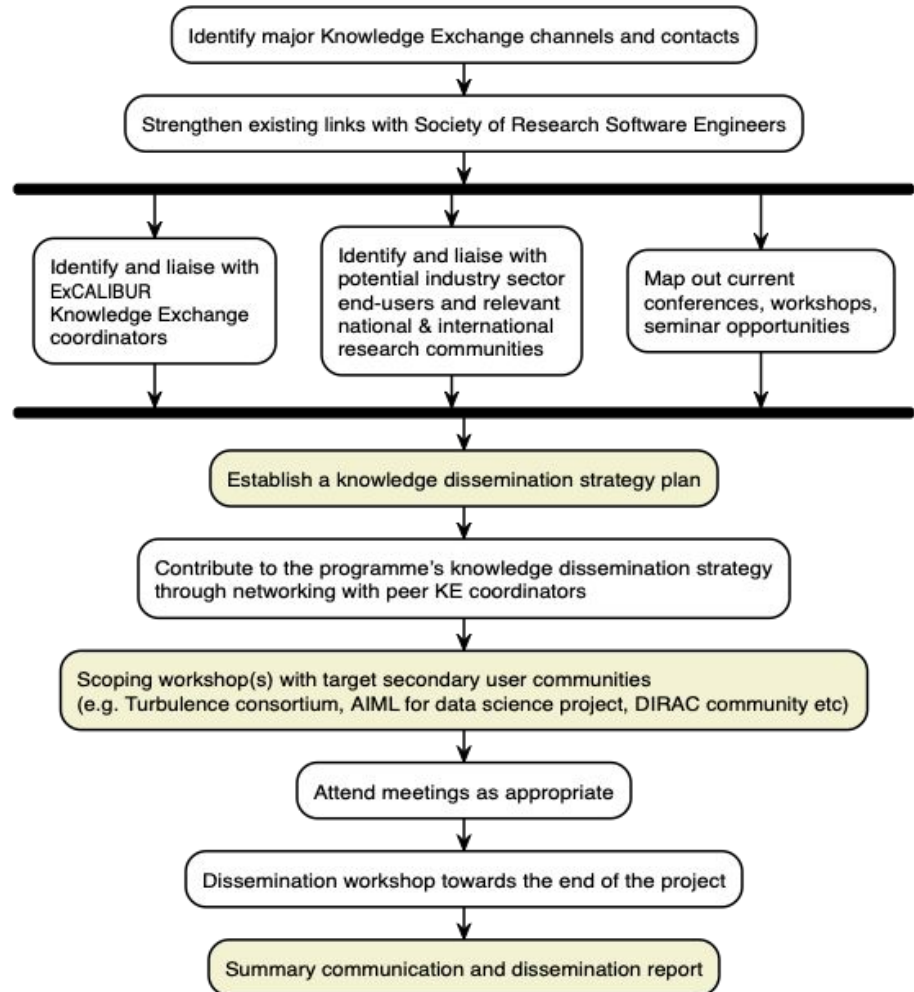 Identify major Knowledge Exchange channels and contacts
Strengthen existing links with Society of Research Software Engineers
Identify and liaise with
ExCALIBUR
Knowledge Exchange
coordinators
Identify and liaise with
potential industry sector
end-users and relevant
national & international
research communities
Map out current
conferences, workshops,
seminar opportunities
Establish a knowledge dissemination strategy plan
Contribute to the programme's knowledge dissemination strategy
through networking with peer KE coordinators
Scoping workshop(s) with target secondary user communities
(e.g. Turbulence consortium, AIML for data science project, DIRAC community etc)
Attend meetings as appropriate
Dissemination workshop towards the end of the project
Summary communication and dissemination report